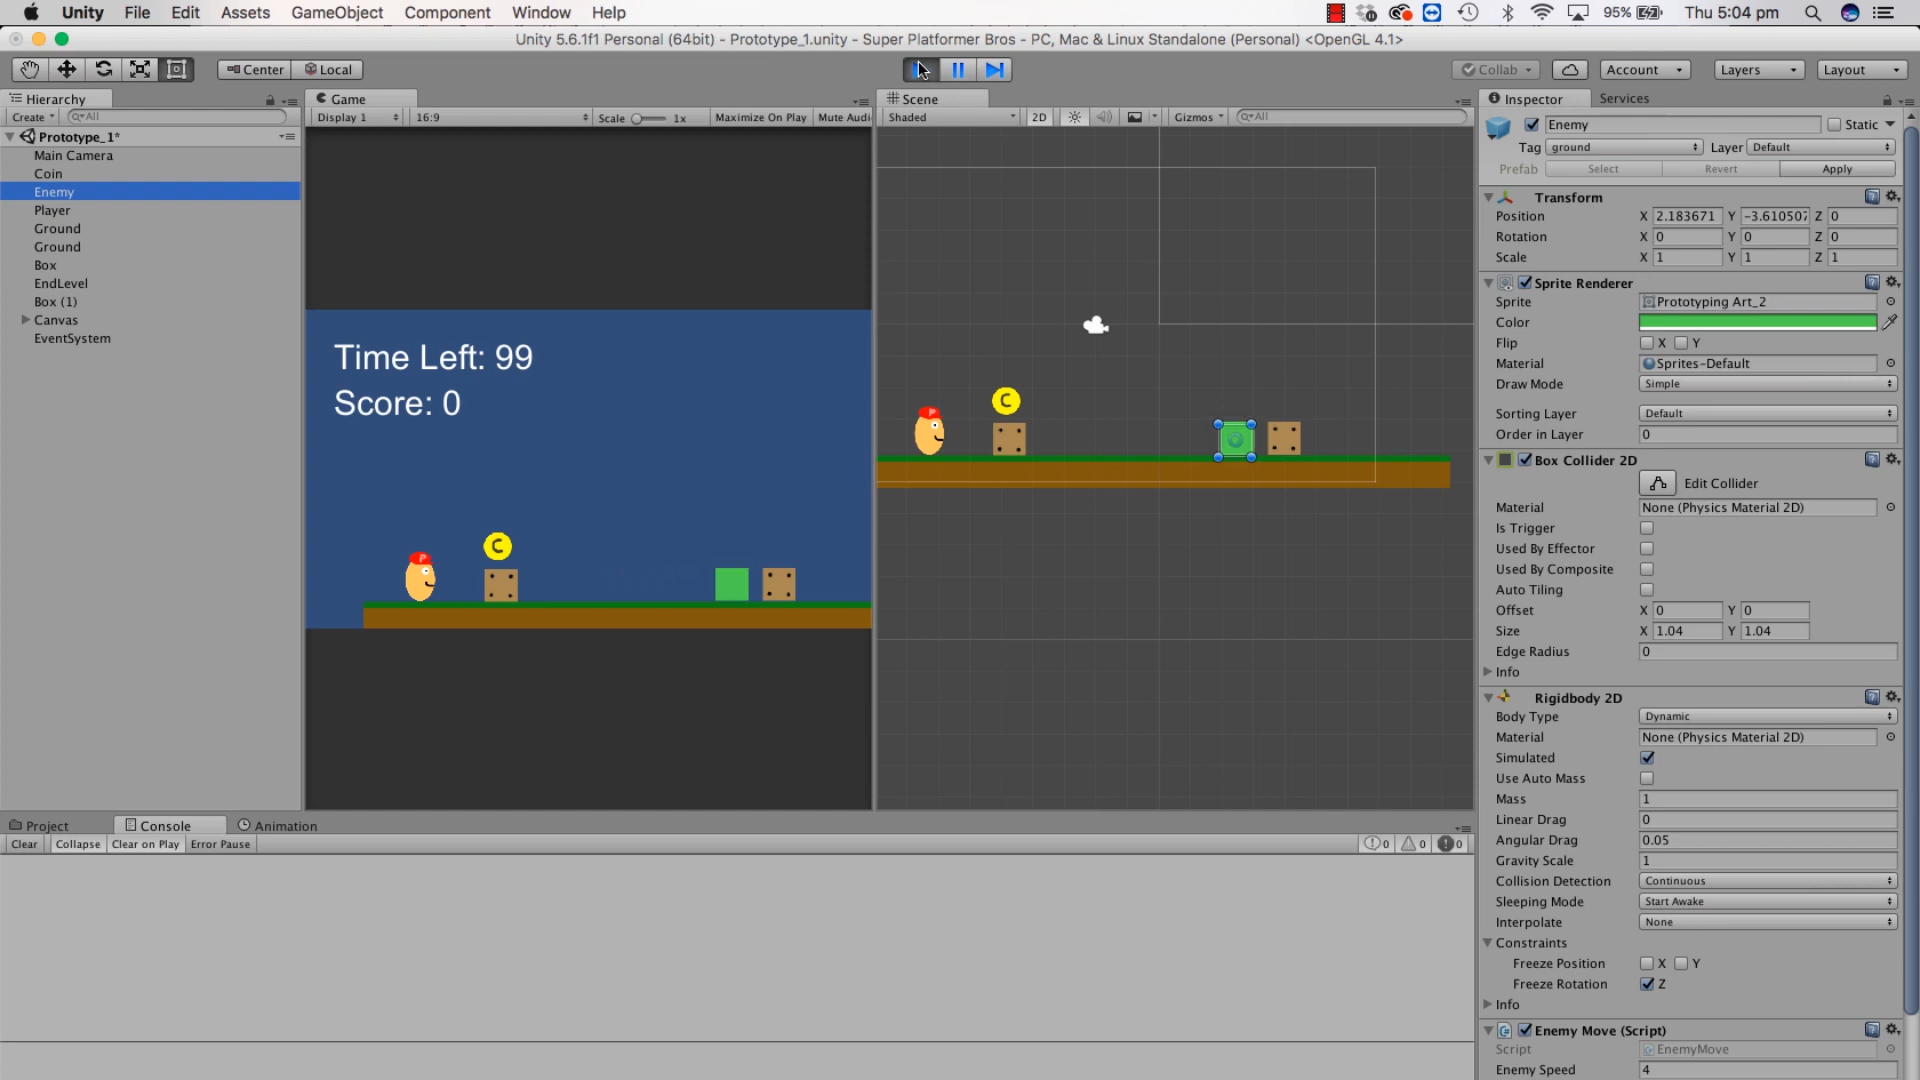 Unity File Edit Assets GameObject Component Window Help 95% Thu 5:04 pm
Unity 5.6.1f1 Personal (64bit) - Prototype_1.unity - Super Platformer Bros - PC, Mac & Linux Standalone (Personal) <OpenGL 4.1>
Center Local Collab Account Layers Layout
Hierarchy
Create All
Prototype_1*
Main Camera
Coin
Enemy
Player
Ground
Ground
Box
EndLevel
Box (1)
Canvas
EventSystem
Game
Display 1 16:9 Scale 1x Maximize On Play Mute Audi
Time Left: 99
Score: 0
P
C
Scene
Shaded 2D Gizmos All
P
C
Inspector Services
Enemy Static
Tag ground Layer Default
Prefab Select Revert Apply
Transform
Position X 2.183671 Y -3.610507 Z 0
Rotation X 0 Y 0 Z 0
Scale X 1 Y 1 Z 1
Sprite Renderer
Sprite Prototyping Art_2
Color
Flip X Y
Material Sprites-Default
Draw Mode Simple
Sorting Layer Default
Order in Layer 0
Box Collider 2D
Edit Collider
Material None (Physics Material 2D)
Is Trigger
Used By Effector
Used By Composite
Auto Tiling
Offset X 0 Y 0
Size X 1.04 Y 1.04
Edge Radius 0
Info
Rigidbody 2D
Body Type Dynamic
Material None (Physics Material 2D)
Simulated
Use Auto Mass
Mass 1
Linear Drag 0
Angular Drag 0.05
Gravity Scale 1
Collision Detection Continuous
Sleeping Mode Start Awake
Interpolate None
Constraints
Freeze Position X Y
Freeze Rotation Z
Info
Enemy Move (Script)
Script EnemyMove
Enemy Speed 4
Project Console Animation
Clear Collapse Clear on Play Error Pause 0 0 0